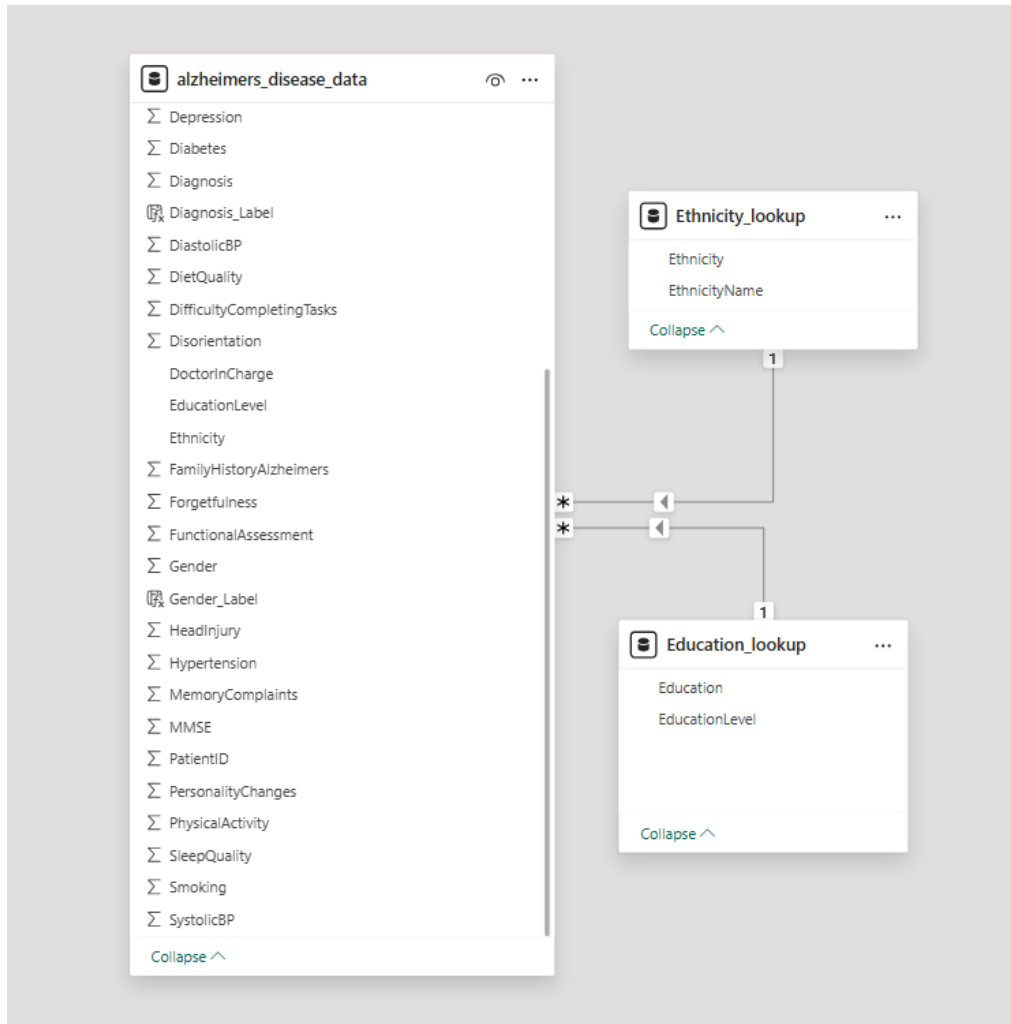 alzheimers_disease_data
Depression
Diabetes
Diagnosis
Diagnosis_Label
DiastolicBP
DietQuality
DifficultyCompletingTasks
Disorientation
DoctorInCharge
EducationLevel
Ethnicity
FamilyHistoryAlzheimers
Forgetfulness
FunctionalAssessment
Gender
Gender_Label
HeadInjury
Hypertension
MemoryComplaints
MMSE
PatientID
PersonalityChanges
PhysicalActivity
SleepQuality
Smoking
SystolicBP
Collapse
Ethnicity_lookup
Ethnicity
EthnicityName
Collapse
1
*
*
1
Education_lookup
Education
EducationLevel
Collapse